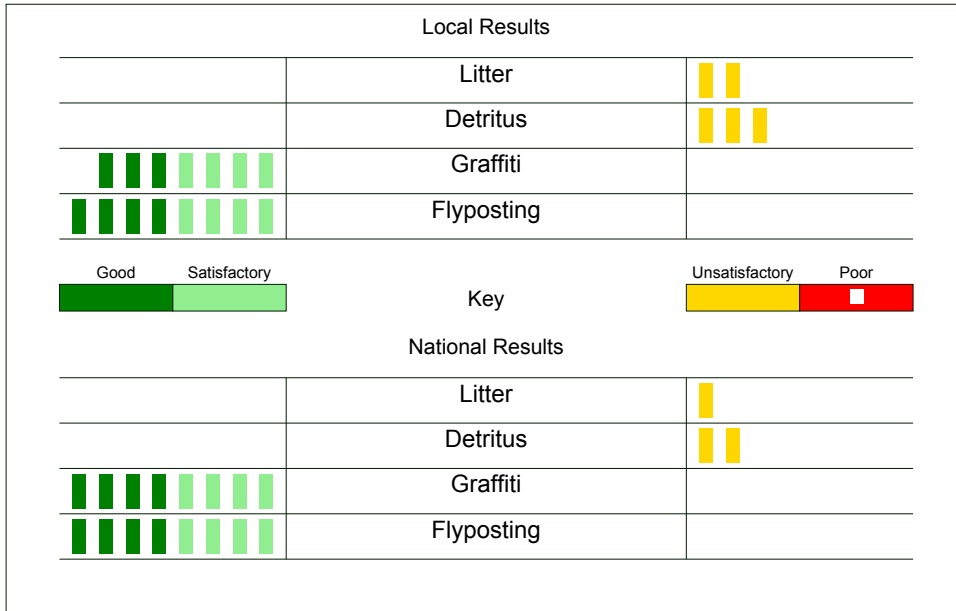 Local Results
Litter
Detritus
Graffiti
Flyposting
Good Satisfactory Key Unsatisfactory Poor
National Results
Litter
Detritus
Graffiti
Flyposting